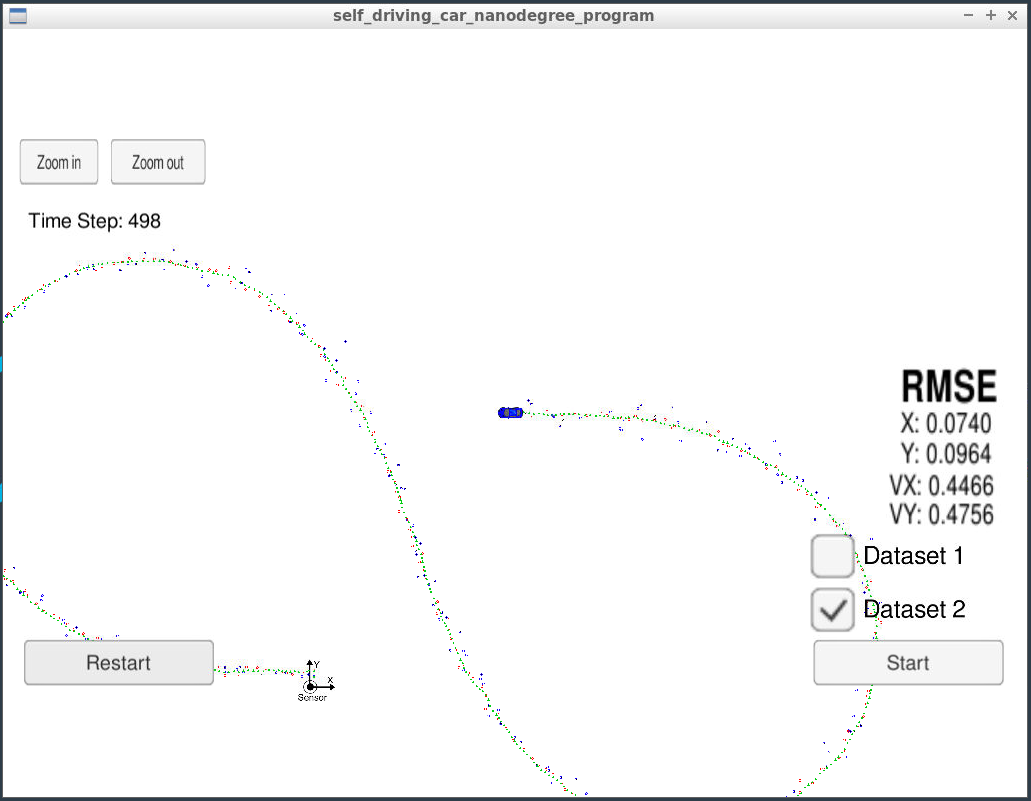 self_driving_car_nanodegree_program
Zoom in
Zoom out
Time Step: 498
RMSE
X: 0.0740
Y: 0.0964
VX: 0.4466
VY: 0.4756
Dataset 1
Dataset 2
Restart
Start
Y
X
Sensor